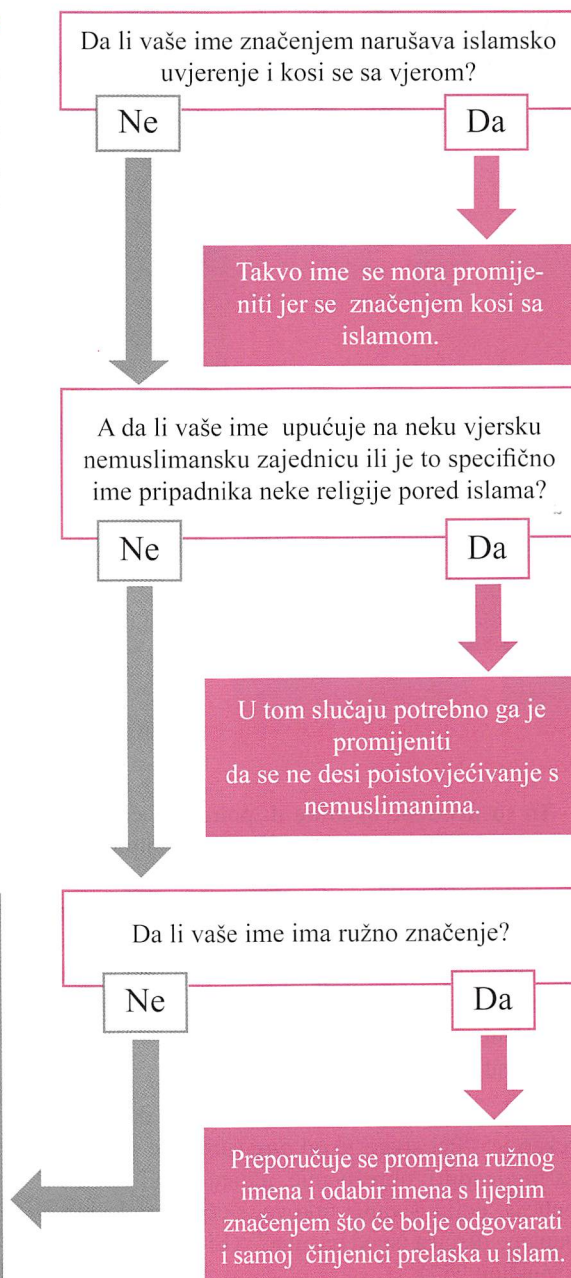 Da li vaše ime značenjem narušava islamsko
uvjerenje i kosi se sa vjerom?
Ne
Da
Takvo ime se mora promije-
niti jer se značenjem kosi sa
islamom.
A da li vaše ime upućuje na neku vjersku
nemuslimansku zajednicu ili je to specifično
ime pripadnika neke religije pored islama?
Ne
Da
U tom slučaju potrebno ga je
promijeniti
da se ne desi poistovjećivanje s
nemuslimanima.
Da li vaše ime ima ružno značenje?
Ne
Da
Preporučuje se promjena ružnog
imena i odabir imena s lijepim
značenjem što će bolje odgovarati
i samoj činjenici prelaska u islam.